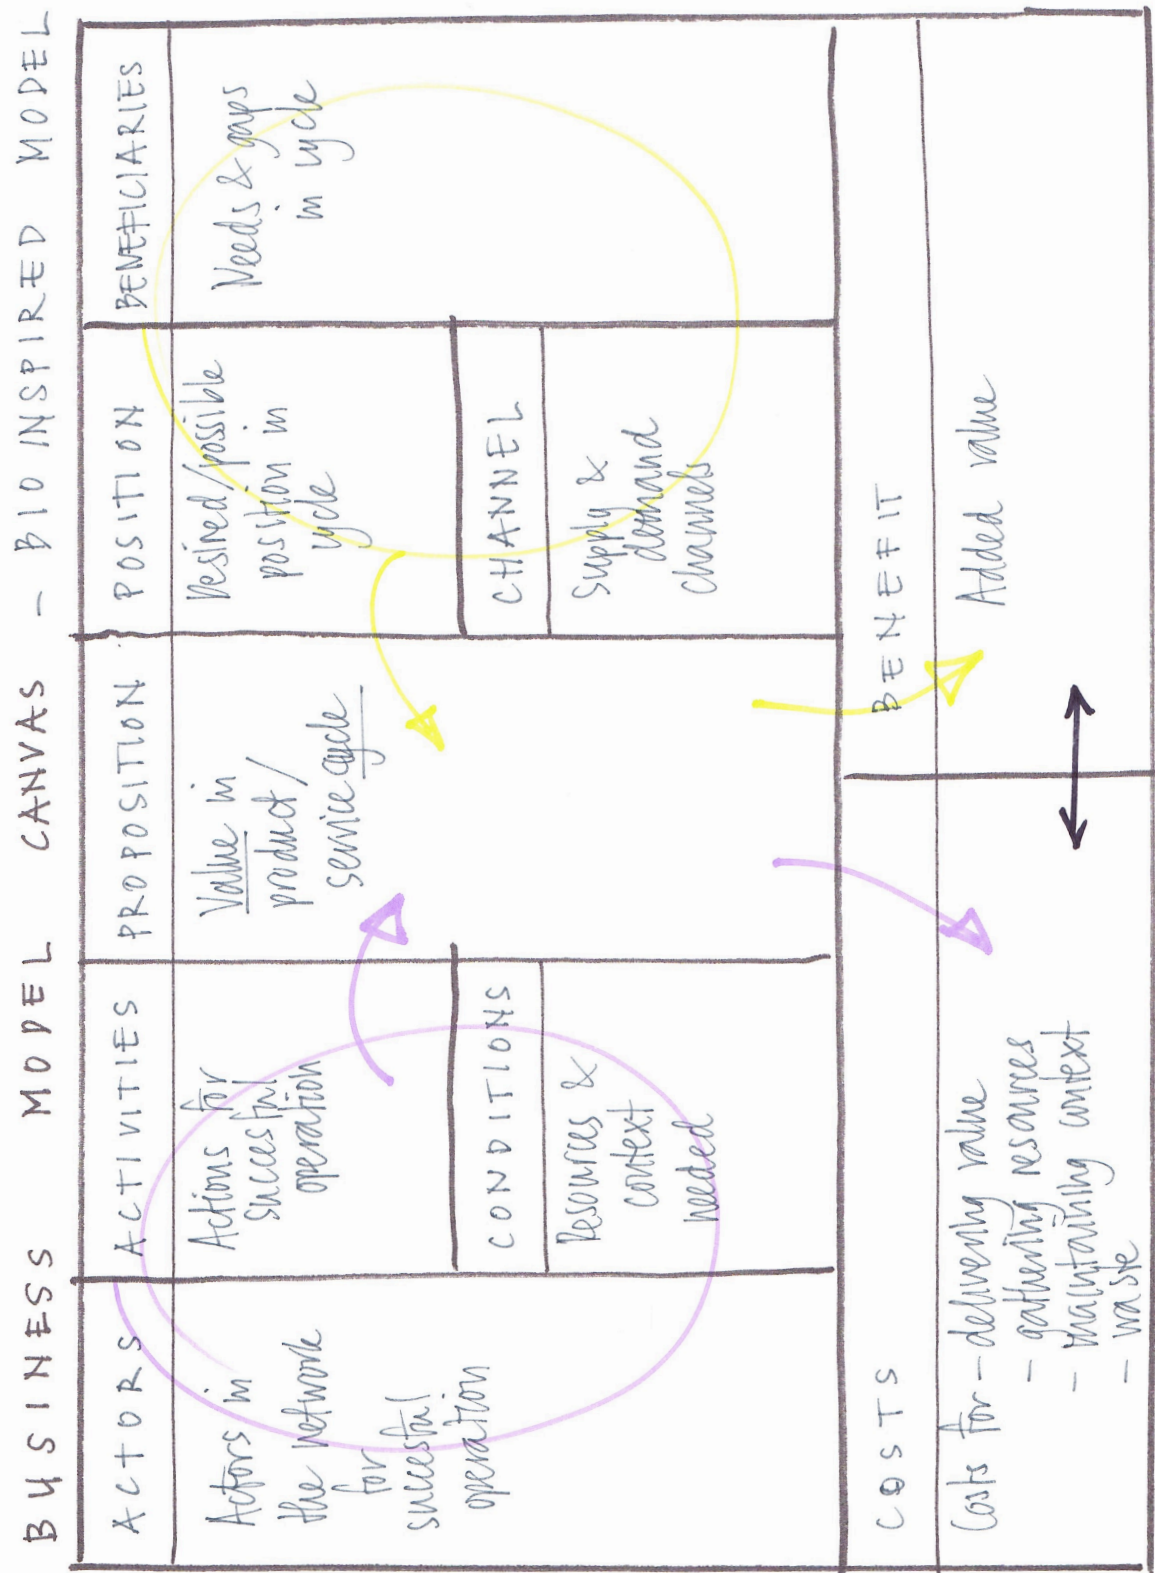 BUSINESS MODEL CANVAS - BIO INSPIRED MODEL
ACTORS
Actors in
the network
for
succesful
operation
ACTIVITIES
Actions for
succesful
operation
CONDITIONS
Resources &
context
needed
PROPOSITION
Value in
product/
service cycle
POSITION
Desired/possible
position in
cycle
CHANNEL
Supply &
demand
channels
BENEFICIARIES
Needs & gaps
in cycle
COSTS
Costs for - delivering value
- gathering resources
- maintaining context
- waste
BENEFIT
Added value